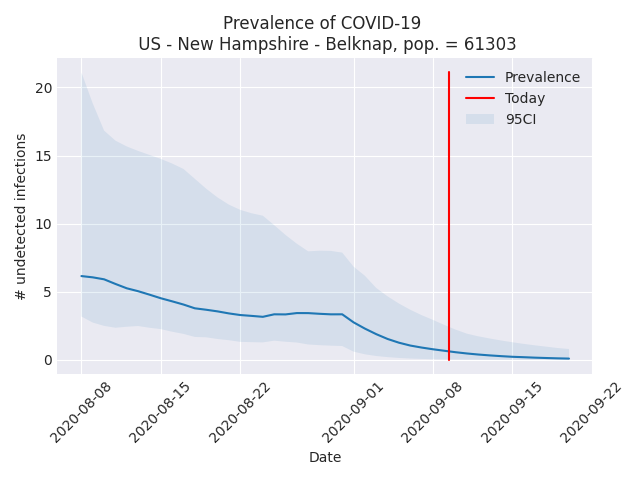 Prevalence of COVID-19
US - New Hampshire - Belknap, pop. = 61303
Prevalence
Today
95CI
# undetected infections
20
15
10
5
0
2020-08-08
2020-08-15
2020-08-22
2020-09-01
2020-09-08
2020-09-15
2020-09-22
Date